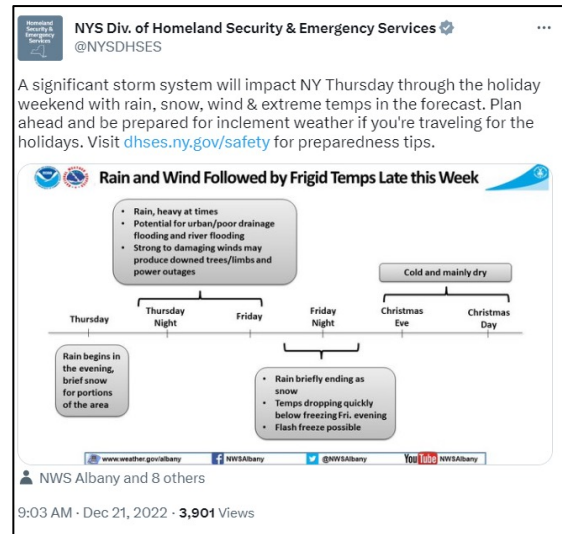 Homeland
Security &
Emergency
Services
NYS Div. of Homeland Security & Emergency Services
@NYSDHSES
A significant storm system will impact NY Thursday through the holiday
weekend with rain, snow, wind & extreme temps in the forecast. Plan
ahead and be prepared for inclement weather if you're traveling for the
holidays. Visit dhses.ny.gov/safety for preparedness tips.
Rain and Wind Followed by Frigid Temps Late this Week
• Rain, heavy at times
• Potential for urban/poor drainage
flooding and river flooding
• Strong to damaging winds may
produce downed trees/limbs and
power outages
Cold and mainly dry
Thursday
Thursday
Night
Friday
Friday
Night
Christmas
Eve
Christmas
Day
Rain begins in
the evening,
brief snow
for portions
of the area
• Rain briefly ending as
snow
• Temps dropping quickly
below freezing Fri. evening
• Flash freeze possible
www.weather.gov/albany
NWSAlbany
@NWSAlbany
YouTube NWSAlbany
NWS Albany and 8 others
9:03 AM · Dec 21, 2022 · 3,901 Views